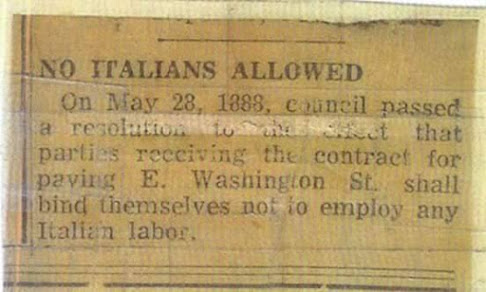 NO ITALIANS ALLOWED
On May 28, 1888, council passed
a resolution to the effect that
parties receiving the contract for
paving E. Washington St. shall
bind themselves not to employ any
Italian labor.